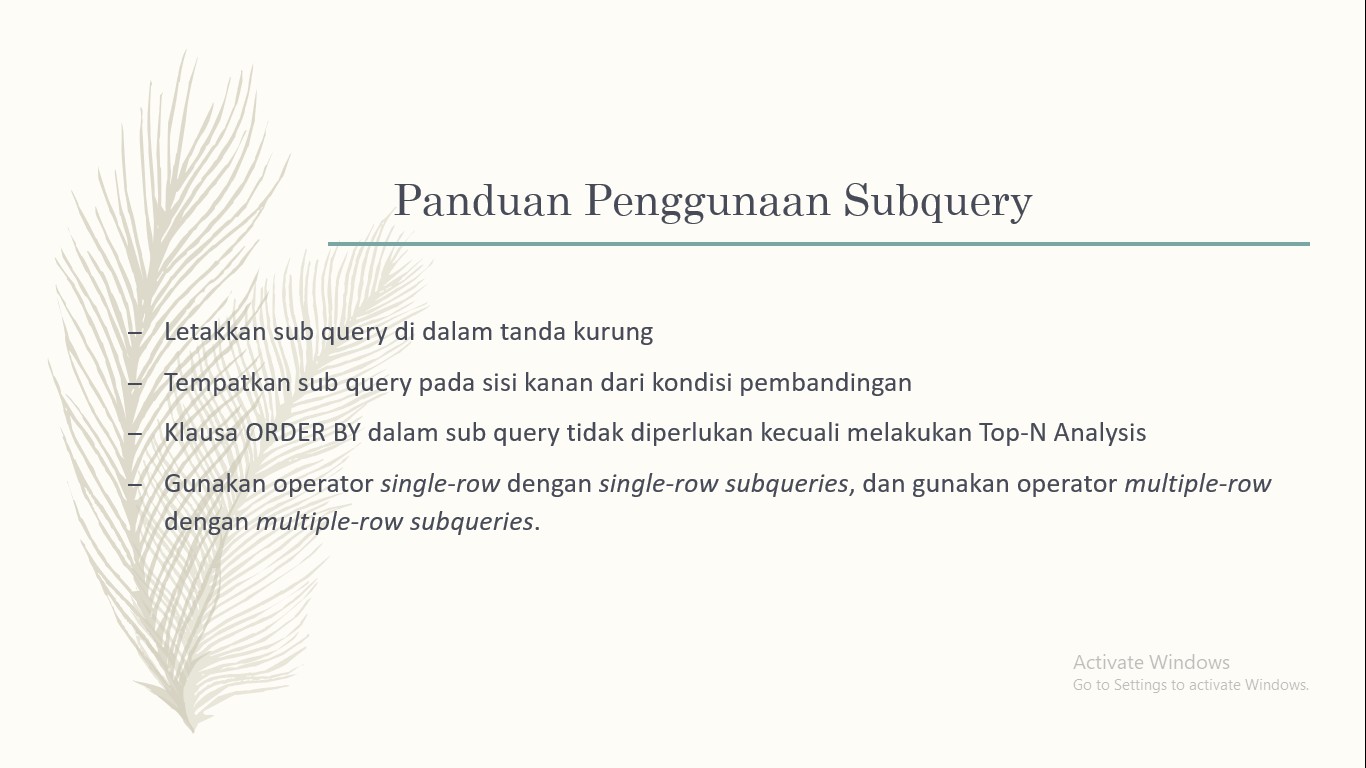 Panduan Penggunaan Subquery
– Letakkan sub query di dalam tanda kurung
– Tempatkan sub query pada sisi kanan dari kondisi pembandingan
– Klausa ORDER BY dalam sub query tidak diperlukan kecuali melakukan Top-N Analysis
– Gunakan operator single-row dengan single-row subqueries, dan gunakan operator multiple-row
dengan multiple-row subqueries.
Activate Windows
Go to Settings to activate Windows.